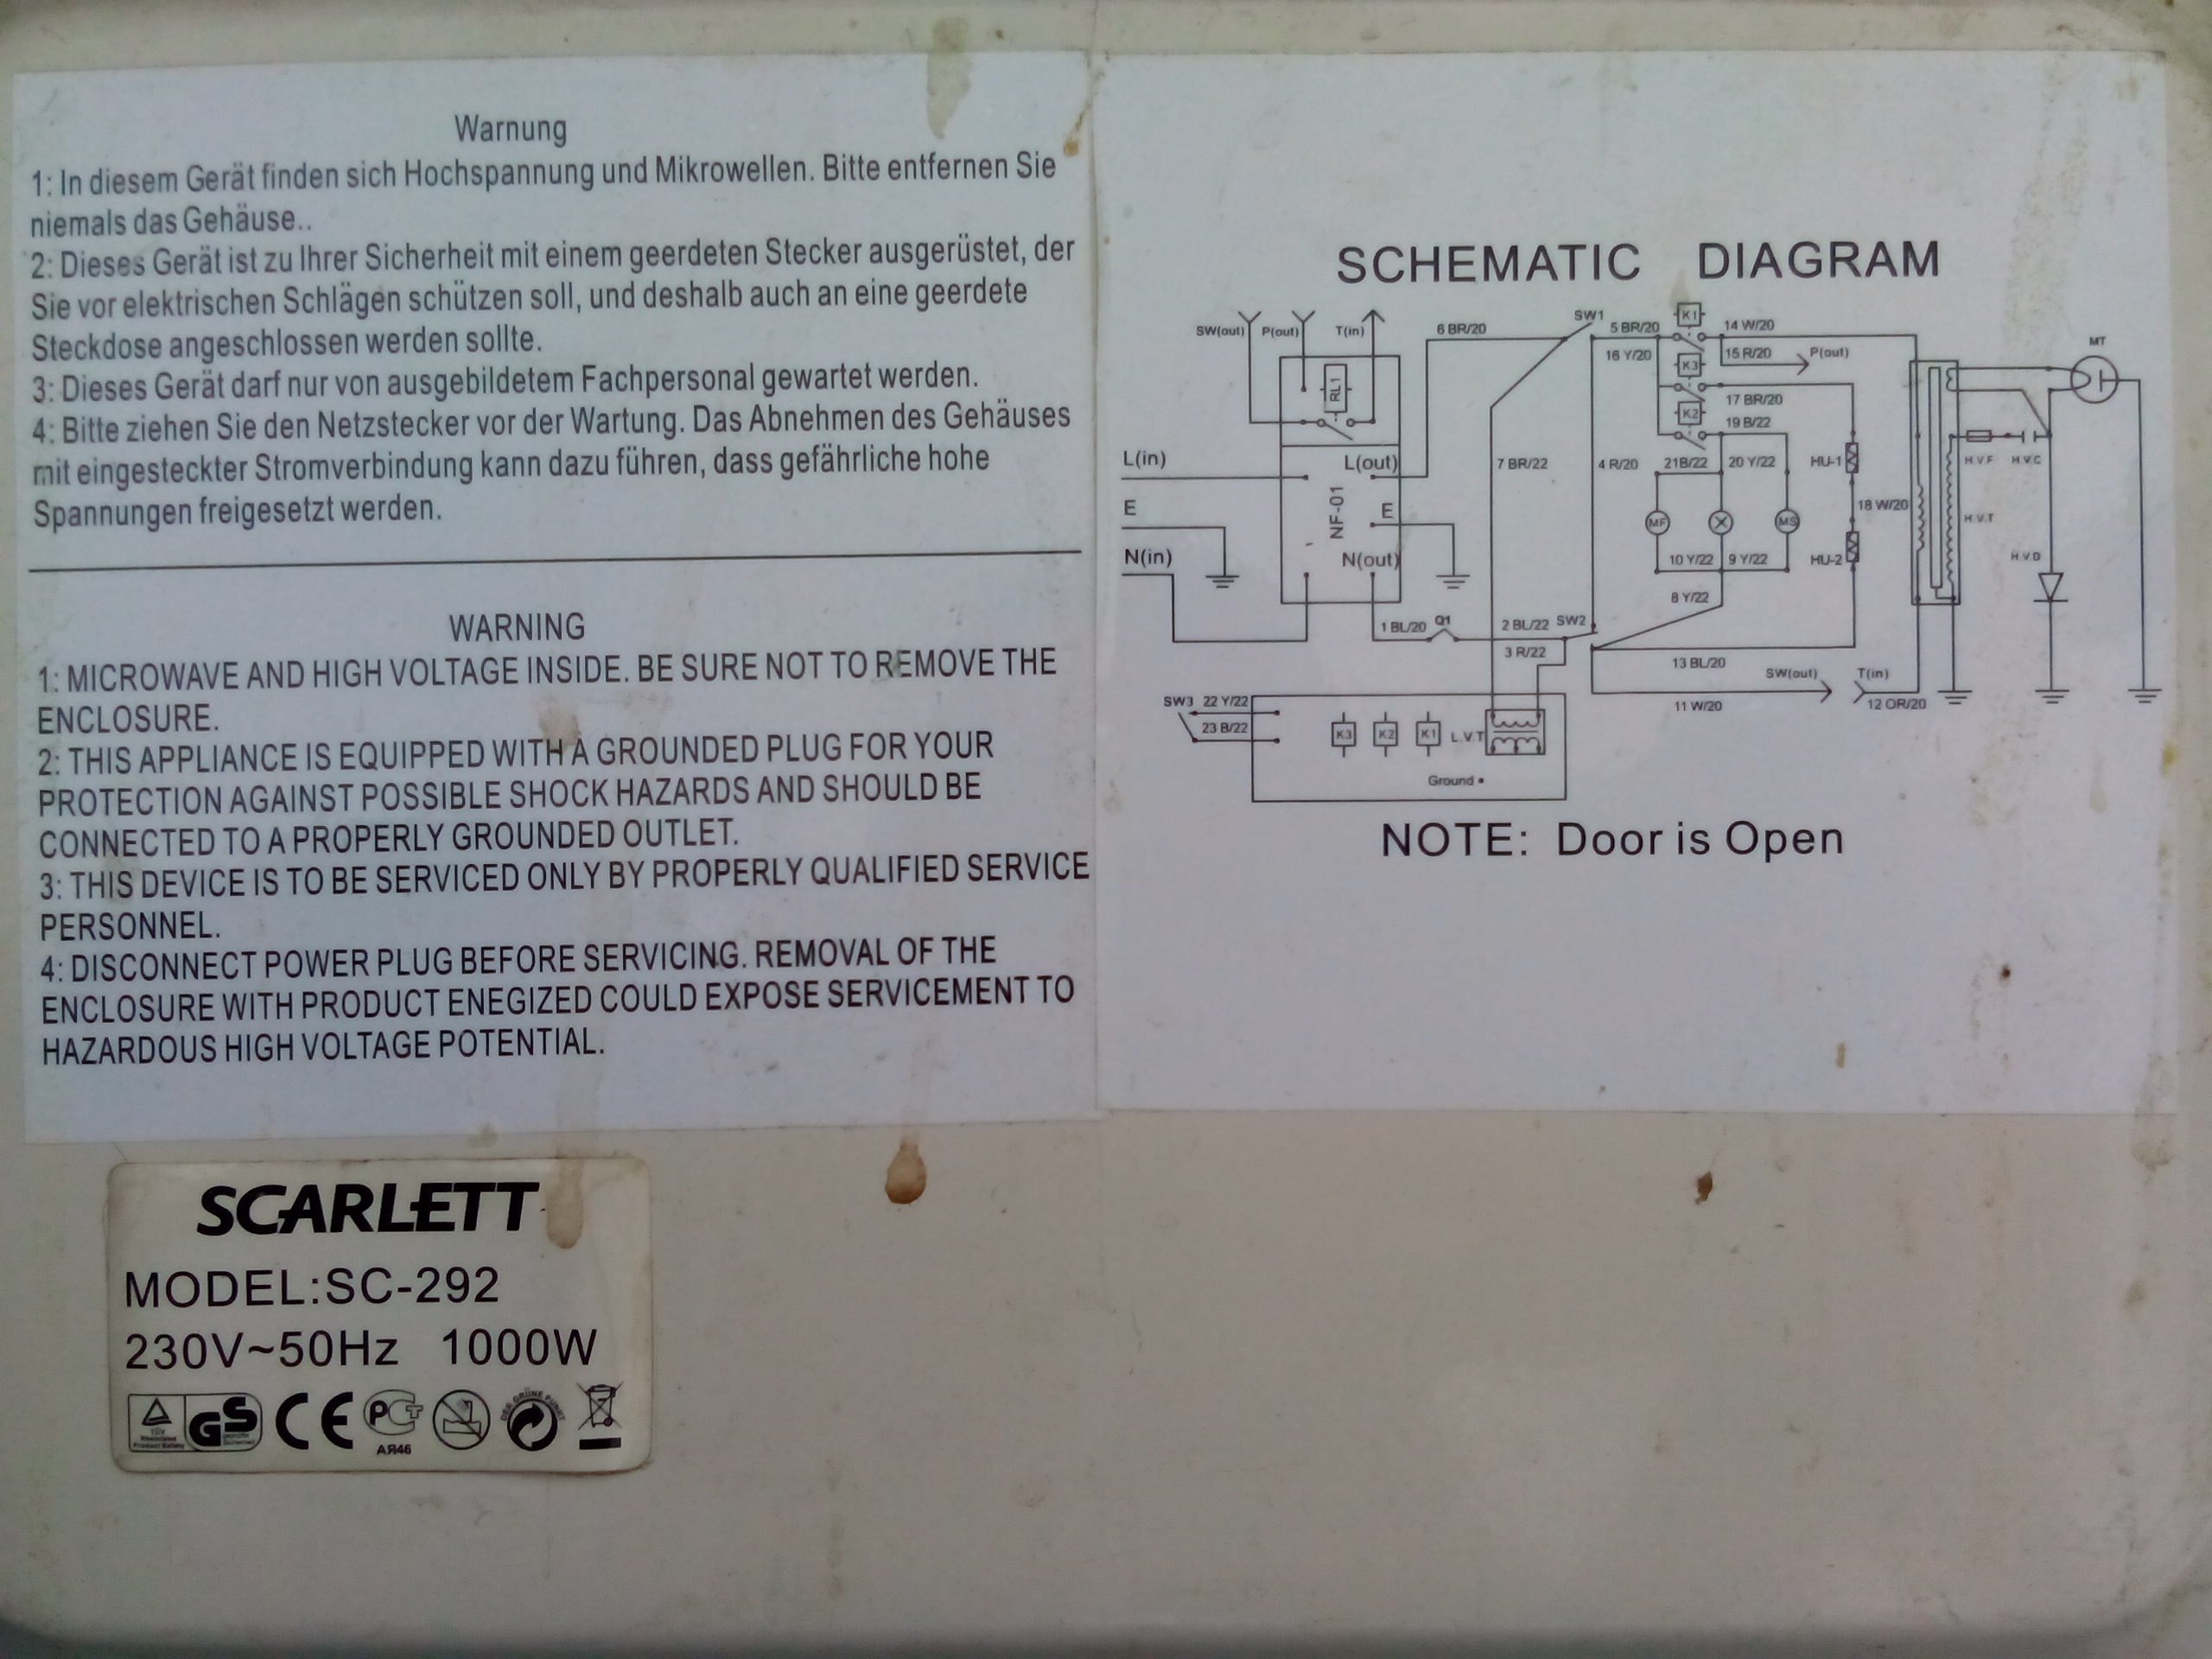 Warnung
1: In diesem Gerät finden sich Hochspannung und Mikrowellen. Bitte entfernen Sie
niemals das Gehäuse..
2: Dieses Gerät ist zu Ihrer Sicherheit mit einem geerdeten Stecker ausgerüstet, der
Sie vor elektrischen Schlägen schützen soll, und deshalb auch an eine geerdete
Steckdose angeschlossen werden sollte.
3: Dieses Gerät darf nur von ausgebildetem Fachpersonal gewartet werden.
4: Bitte ziehen Sie den Netzstecker vor der Wartung. Das Abnehmen des Gehäuses
mit eingesteckter Stromverbindung kann dazu führen, dass gefährliche hohe
Spannungen freigesetzt werden.
WARNING
1: MICROWAVE AND HIGH VOLTAGE INSIDE. BE SURE NOT TO REMOVE THE
ENCLOSURE.
2: THIS APPLIANCE IS EQUIPPED WITH A GROUNDED PLUG FOR YOUR
PROTECTION AGAINST POSSIBLE SHOCK HAZARDS AND SHOULD BE
CONNECTED TO A PROPERLY GROUNDED OUTLET.
3: THIS DEVICE IS TO BE SERVICED ONLY BY PROPERLY QUALIFIED SERVICE
PERSONNEL.
4: DISCONNECT POWER PLUG BEFORE SERVICING. REMOVAL OF THE
ENCLOSURE WITH PRODUCT ENEGIZED COULD EXPOSE SERVICEMENT TO
HAZARDOUS HIGH VOLTAGE POTENTIAL.
SCHEMATIC DIAGRAM
SW(out) P(out) T(in)
6 BR/20
SW1
5 BR/20
K1
14 W/20
16 Y/20
15 R/20
P(out)
MT
K3
RL1
17 BR/20
K2
19 B/22
L(in)
L(out)
7 BR/22
4 R/20
21B/22
20 Y/22
HU-1
H.V.F
H.V.C
18 W/20
E
NF-01
E
MF
MS
H.V.T
N(in)
N(out)
10 Y/22
9 Y/22
HU-2
H.V.D
8 Y/22
1 BL/20
Q1
2 BL/22
SW2
3 R/22
13 BL/20
SW(out)
T(in)
11 W/20
12 OR/20
SW3
22 Y/22
23 B/22
K3
K2
K1
L.V.T
Ground
NOTE: Door is Open
SCARLETT
MODEL:SC-292
230V~50Hz 1000W
TÜV
Rheinland
Product Safety
GS
geprüfte
Sicherheit
CE
РСТ
АЯ46
DER GRÜNE PUNKT